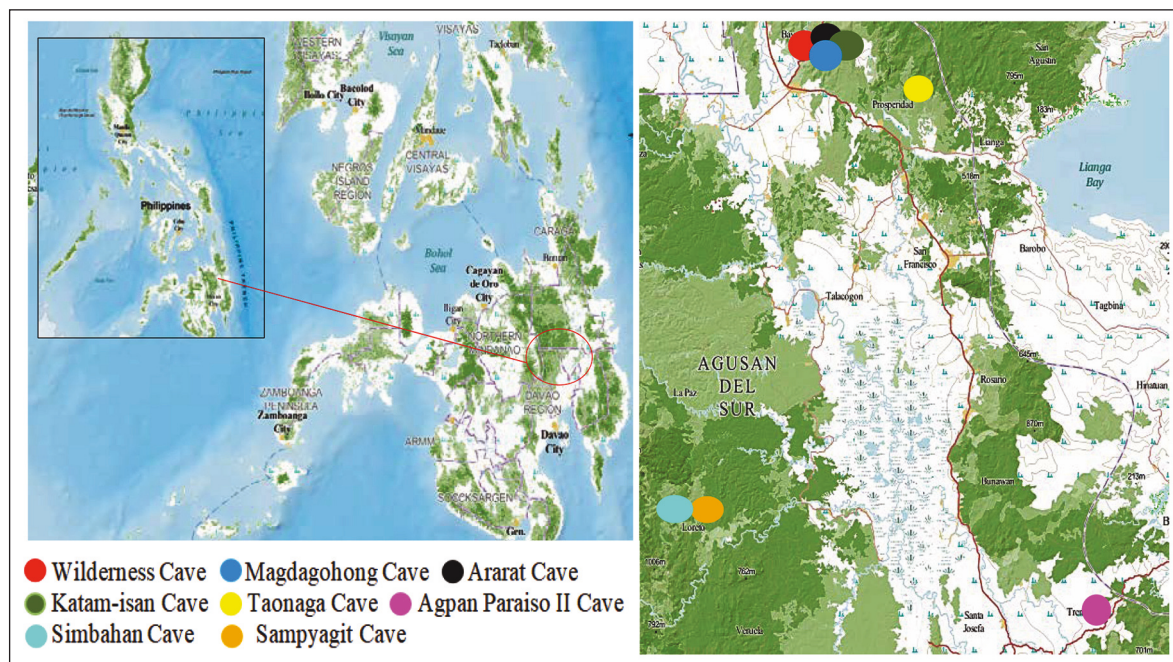 Visayan
Sea
VISAYAS
Tacloban
WESTERN
VISAYAS
Iloilo City
Bacolod
City
Mandaue
CENTRAL
VISAYAS
NEGROS
ISLAND
REGION
CARAGA
Butuan
Bohol
Sea
Cagayan
de Oro
City
Iligan
City
NORTHERN
MINDANAO
ZAMBOANGA
PENINSULA
Zamboanga
City
DAVAO
REGION
Davao
City
ARMM
SOCCSKSARGEN
Gen.
Philippines
PHILIPPINE TRENCH
Bay
San
Agustin
795m
Prosperidad
183m
Lianga
Lianga
Bay
518m
San
Francisco
Barobo
Talacogon
Tagbina
AGUSAN
DEL
SUR
La Paz
645m
Rosario
Hinatuan
870m
Bunawan
213m
Loreto
1006m
762m
B
792m
Veruela
Santa
Josefa
Tren
701m
Wilderness Cave
Magdagohong Cave
Ararat Cave
Katam-isan Cave
Taonaga Cave
Agpan Paraiso II Cave
Simbahan Cave
Sampyagit Cave